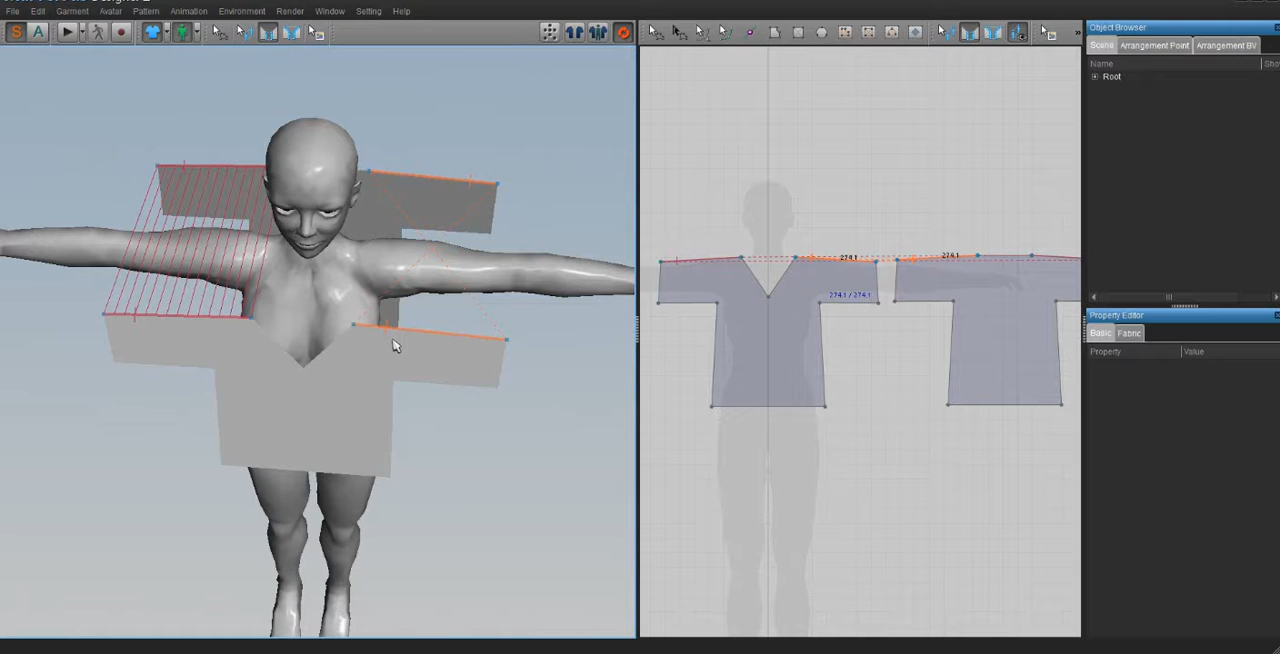 File Edit Garment Avatar Pattern Animation Environment Render Window Setting Help
S A
Object Browser
Scene Arrangement Point Arrangement BV
Name Sho
Root
274.1 274.1
274.1 / 274.1
Property Editor
Basic Fabric
Property Value